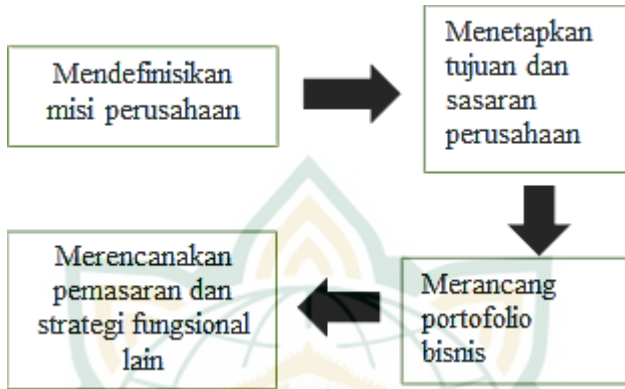 Mendefinisikan
misi perusahaan
Menetapkan
tujuan dan
sasaran
perusahaan
Merancang
portofolio
bisnis
Merencanakan
pemasaran dan
strategi fungsional
lain